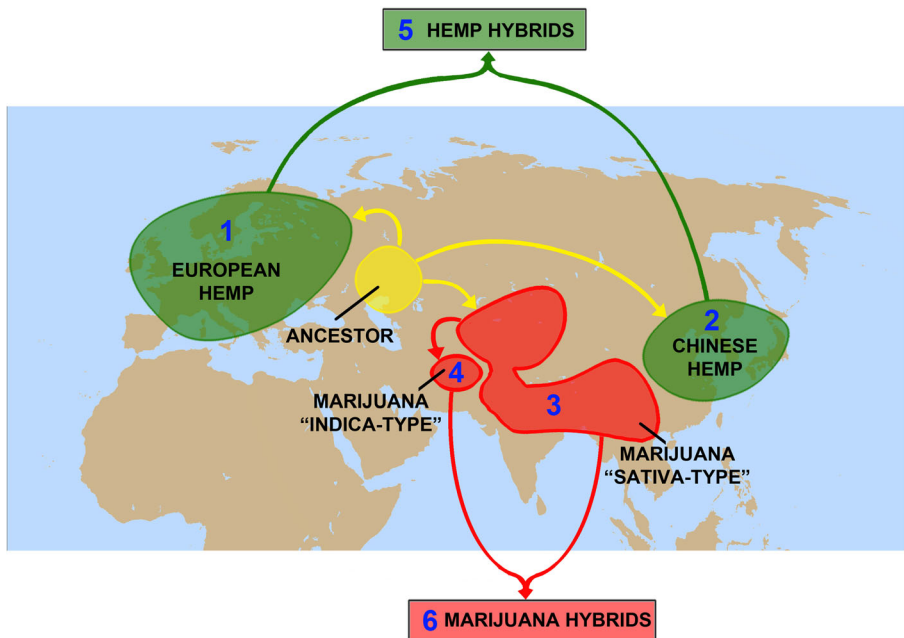 5 HEMP HYBRIDS
1
EUROPEAN
HEMP
ANCESTOR
2
CHINESE
HEMP
4
MARIJUANA
“INDICA-TYPE”
3
MARIJUANA
“SATIVA-TYPE”
6 MARIJUANA HYBRIDS